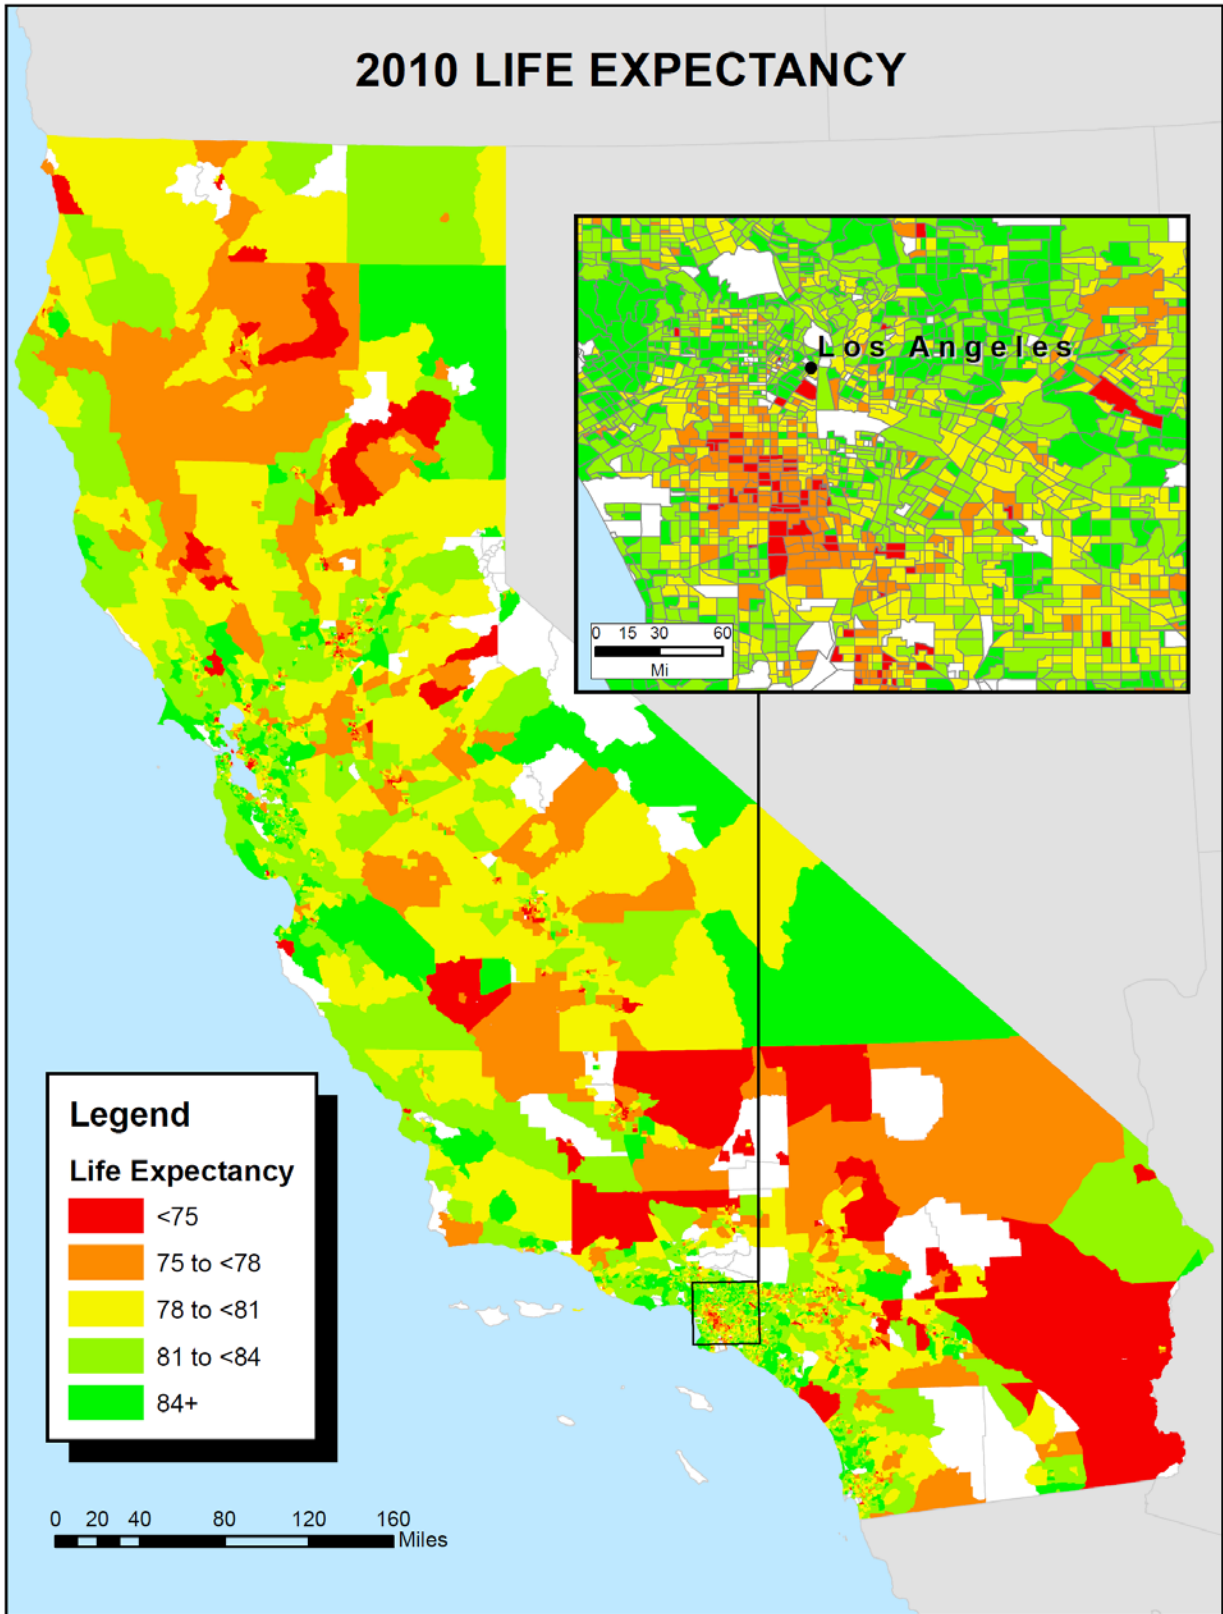 2010 LIFE EXPECTANCY
Los Angeles
0 15 30 60
Mi
Legend
Life Expectancy
<75
75 to <78
78 to <81
81 to <84
84+
0 20 40 80 120 160
Miles